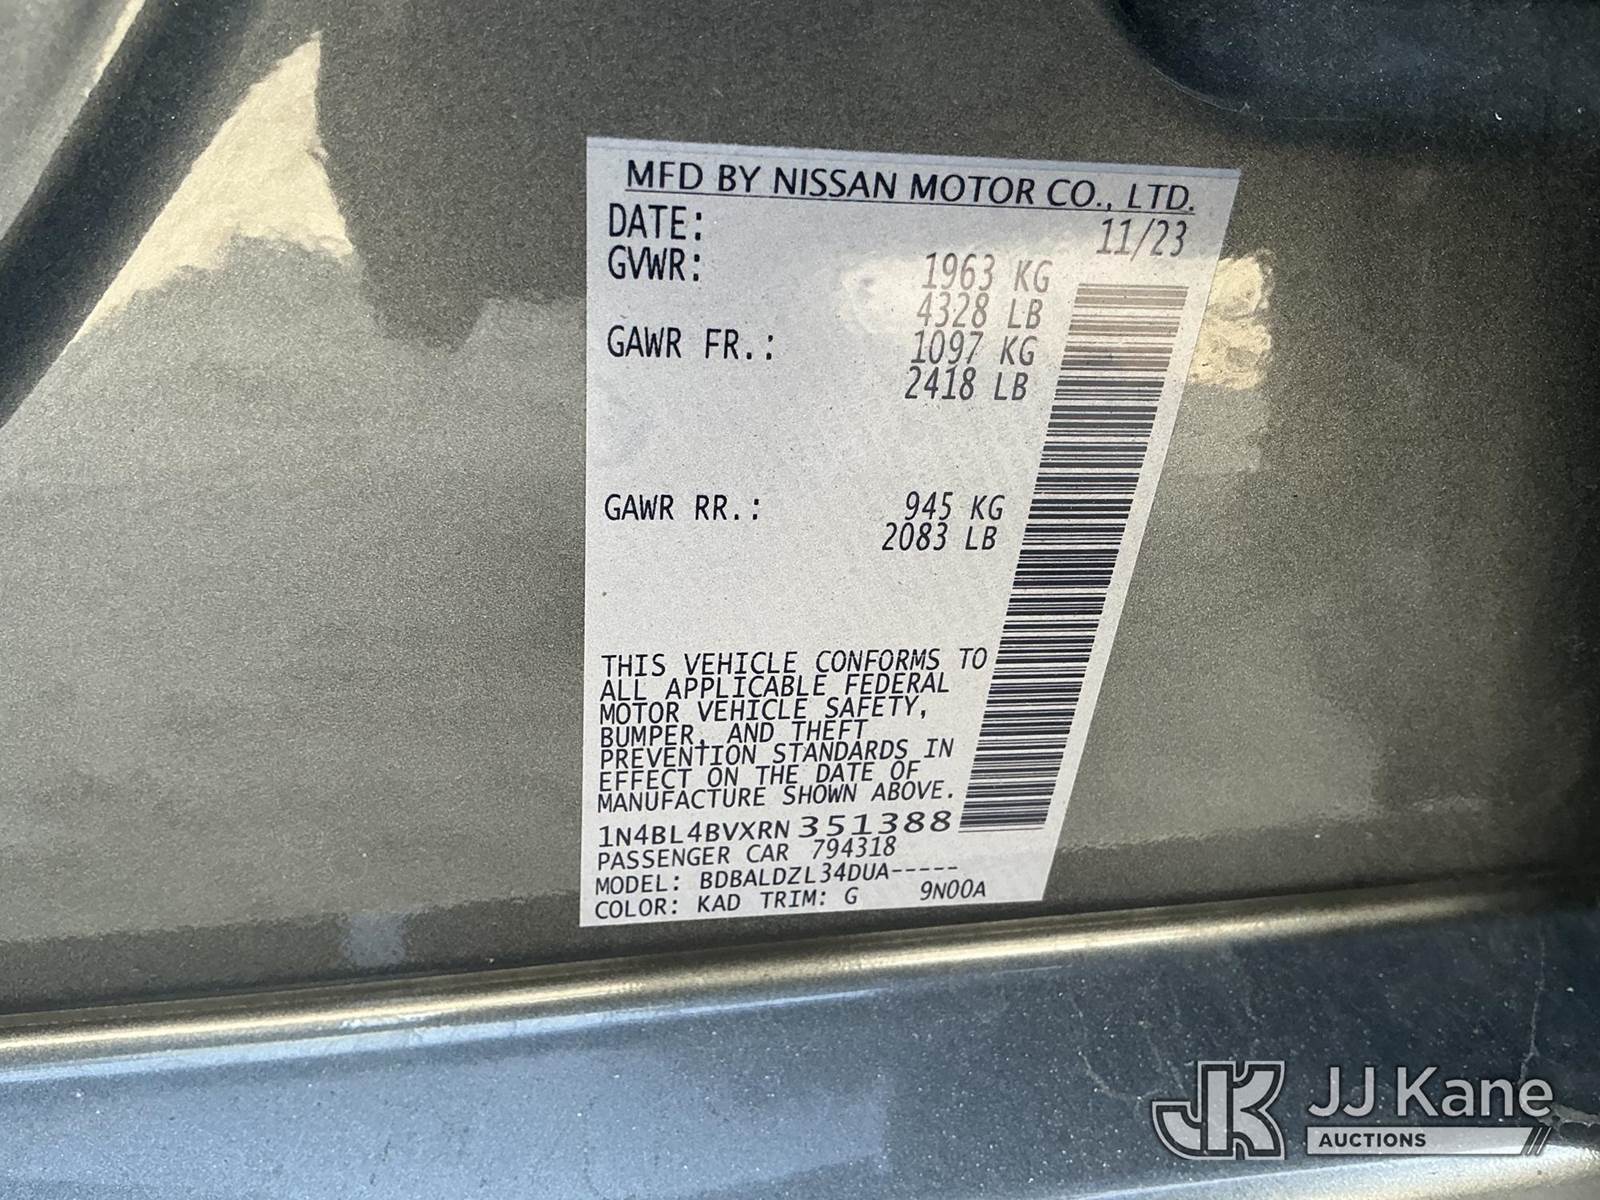 MFD BY NISSAN MOTOR CO., LTD.
DATE: 11/23
GVWR: 1963 KG
4328 LB
GAWR FR.: 1097 KG
2418 LB
GAWR RR.: 945 KG
2083 LB
THIS VEHICLE CONFORMS TO
ALL APPLICABLE FEDERAL
MOTOR VEHICLE SAFETY,
BUMPER, AND THEFT
PREVENTION STANDARDS IN
EFFECT ON THE DATE OF
MANUFACTURE SHOWN ABOVE.
1N4BL4BVXRN351388
PASSENGER CAR 794318
MODEL: BDBALDZL34DUA-----
COLOR: KAD TRIM: G 9N00A
JK JJ Kane
AUCTIONS